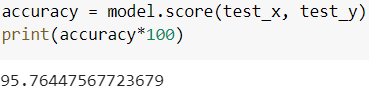 accuracy = model.score(test_x, test_y)
print(accuracy*100)
95.76447567723679